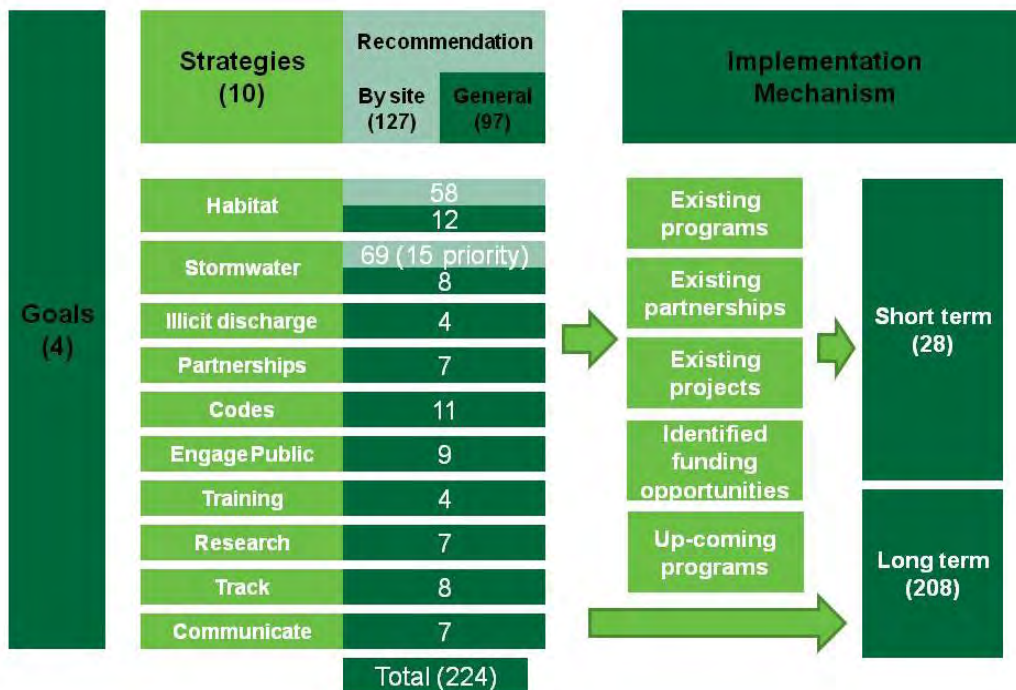 Goals
(4)
Strategies
(10)
Recommendation
By site
(127)
General
(97)
Implementation
Mechanism
Habitat
58
12
Stormwater
69 (15 priority)
8
Illicit discharge
4
Partnerships
7
Codes
11
Engage Public
9
Training
4
Research
7
Track
8
Communicate
7
Total (224)
Existing
programs
Existing
partnerships
Existing
projects
Identified
funding
opportunities
Up-coming
programs
Short term
(28)
Long term
(208)